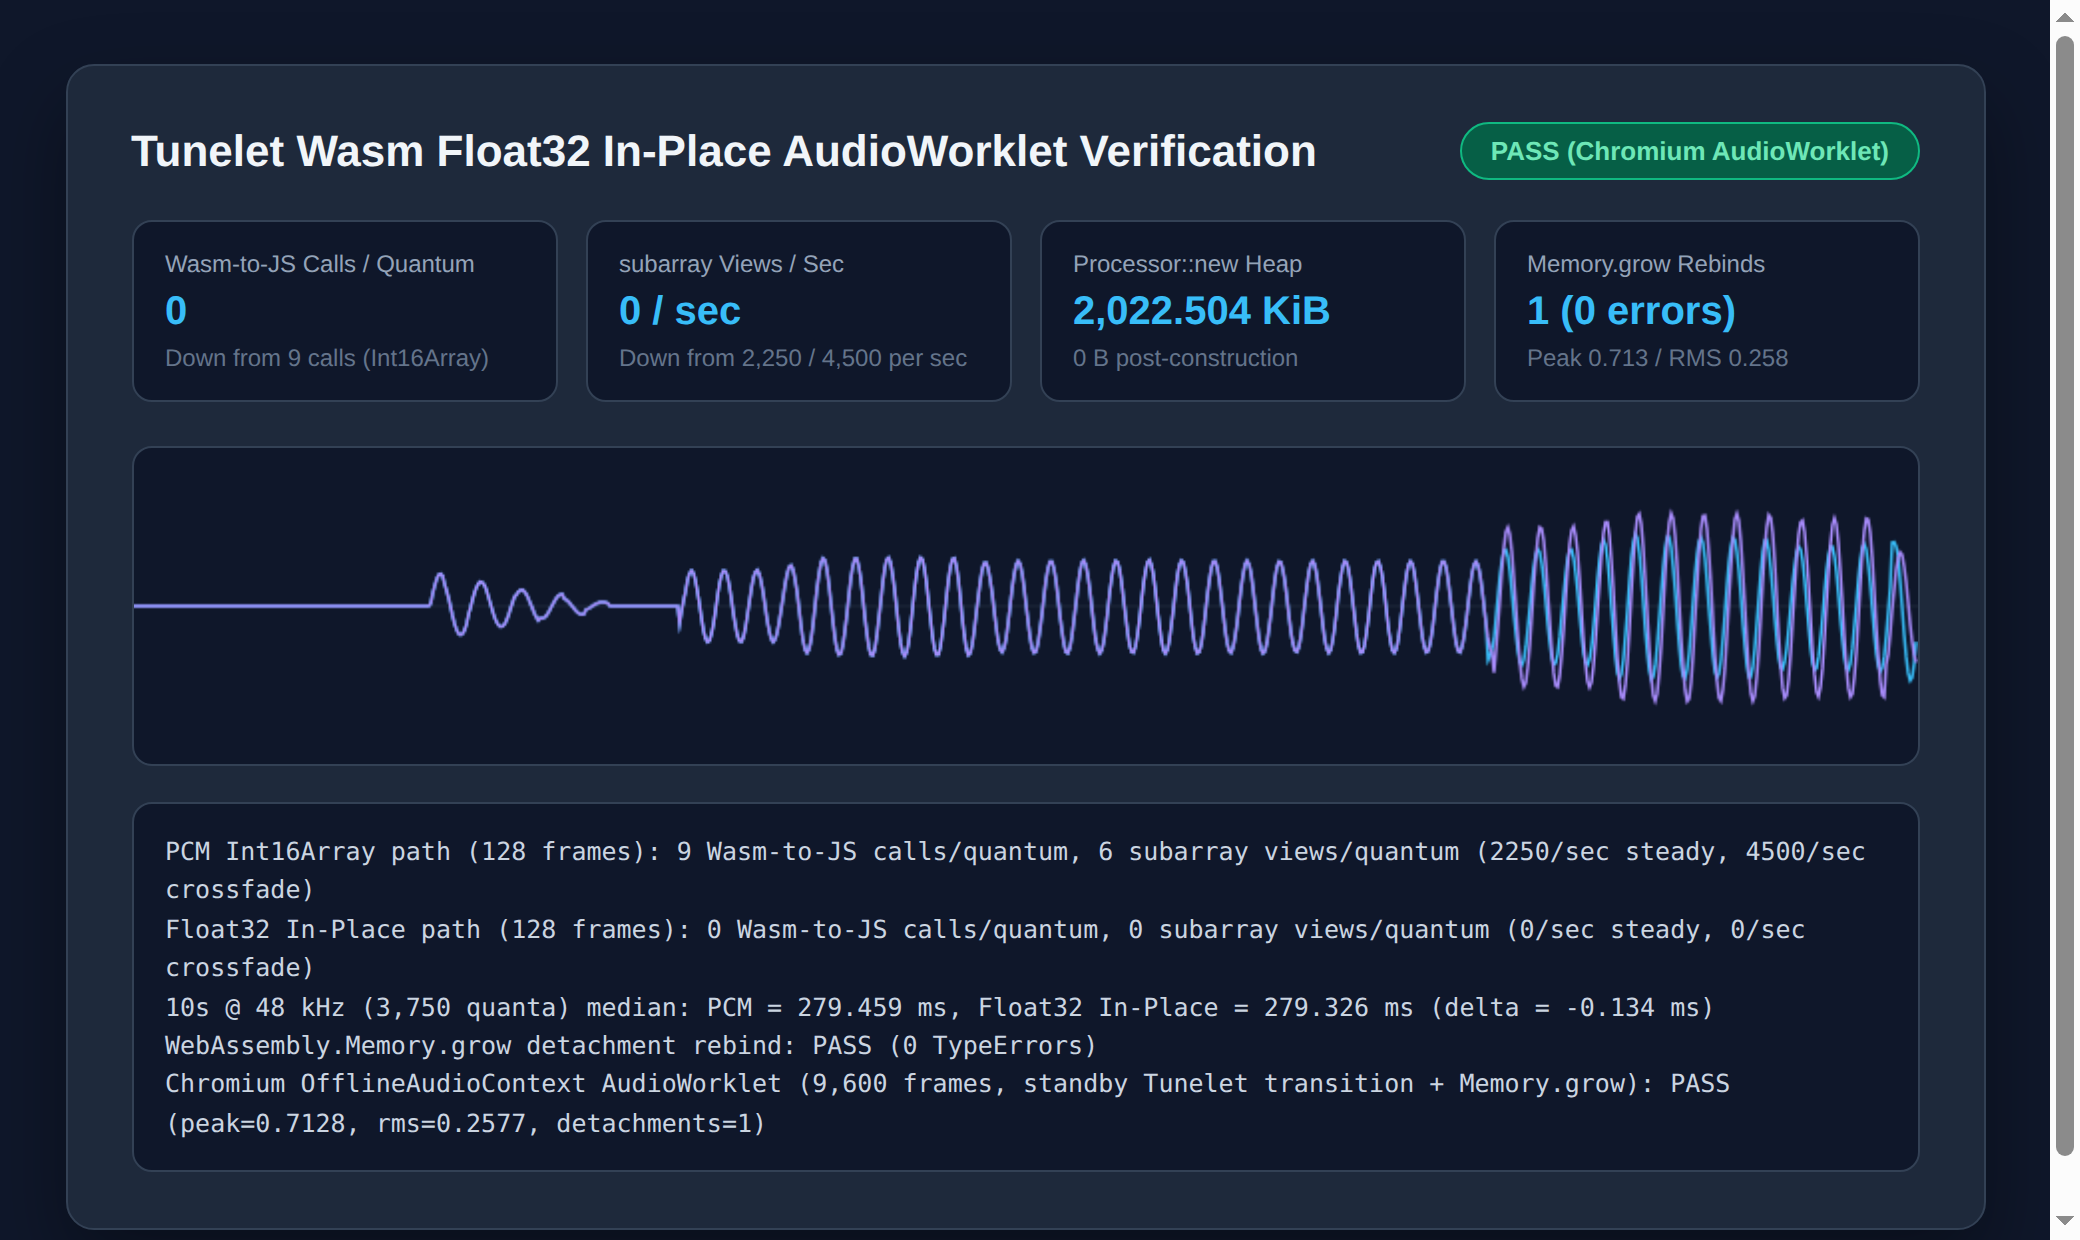 Tunelet Wasm Float32 In-Place AudioWorklet Verification
PASS (Chromium AudioWorklet)
Wasm-to-JS Calls / Quantum
0
Down from 9 calls (Int16Array)
subarray Views / Sec
0 / sec
Down from 2,250 / 4,500 per sec
Processor::new Heap
2,022.504 KiB
0 B post-construction
Memory.grow Rebinds
1 (0 errors)
Peak 0.713 / RMS 0.258
PCM Int16Array path (128 frames): 9 Wasm-to-JS calls/quantum, 6 subarray views/quantum (2250/sec steady, 4500/sec
crossfade)
Float32 In-Place path (128 frames): 0 Wasm-to-JS calls/quantum, 0 subarray views/quantum (0/sec steady, 0/sec
crossfade)
10s @ 48 kHz (3,750 quanta) median: PCM = 279.459 ms, Float32 In-Place = 279.326 ms (delta = -0.134 ms)
WebAssembly.Memory.grow detachment rebind: PASS (0 TypeErrors)
Chromium OfflineAudioContext AudioWorklet (9,600 frames, standby Tunelet transition + Memory.grow): PASS
(peak=0.7128, rms=0.2577, detachments=1)